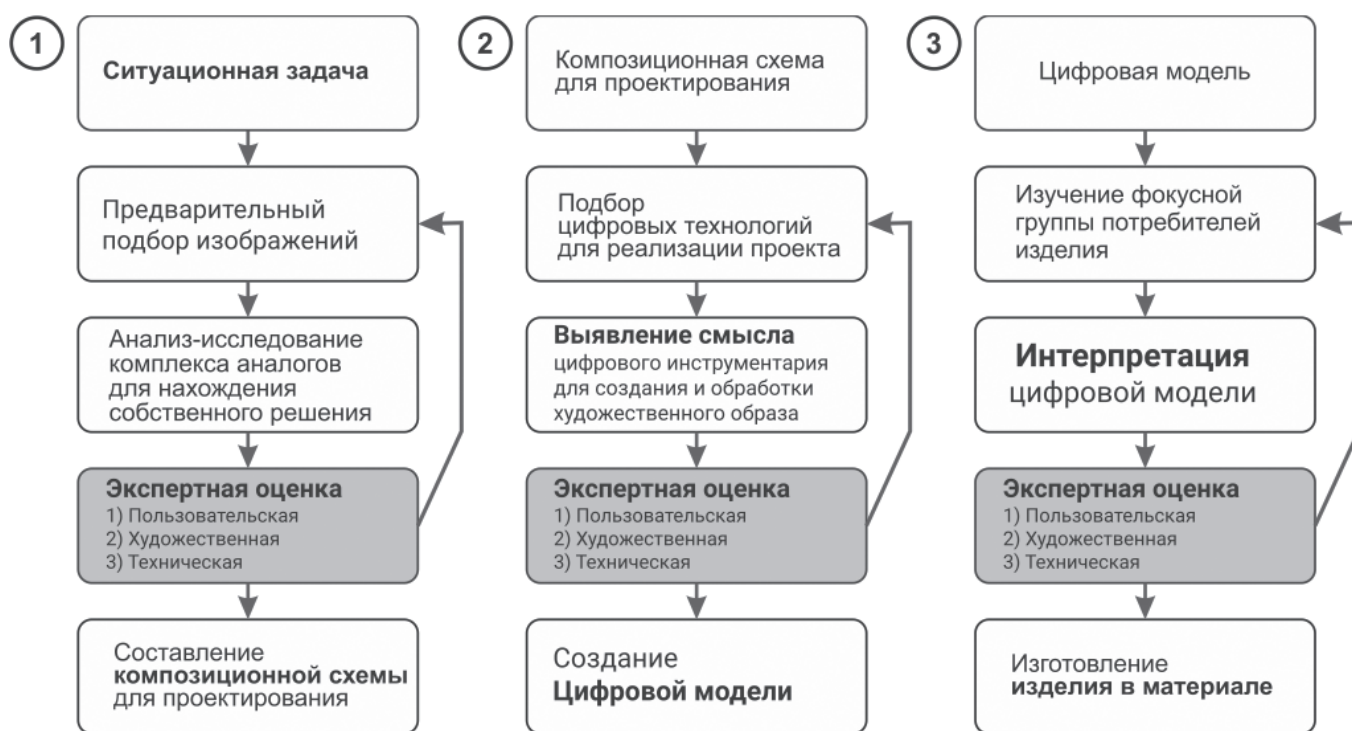 1
Ситуационная задача
Предварительный
подбор изображений
Анализ-исследование
комплекса аналогов
для нахождения
собственного решения
Экспертная оценка
1) Пользовательская
2) Художественная
3) Техническая
Составление
композиционной схемы
для проектирования
2
Композиционная схема
для проектирования
Подбор
цифровых технологий
для реализации проекта
Выявление смысла
цифрового инструментария
для создания и обработки
художественного образа
Экспертная оценка
1) Пользовательская
2) Художественная
3) Техническая
Создание
Цифровой модели
3
Цифровая модель
Изучение фокусной
группы потребителей
изделия
Интерпретация
цифровой модели
Экспертная оценка
1) Пользовательская
2) Художественная
3) Техническая
Изготовление
изделия в материале